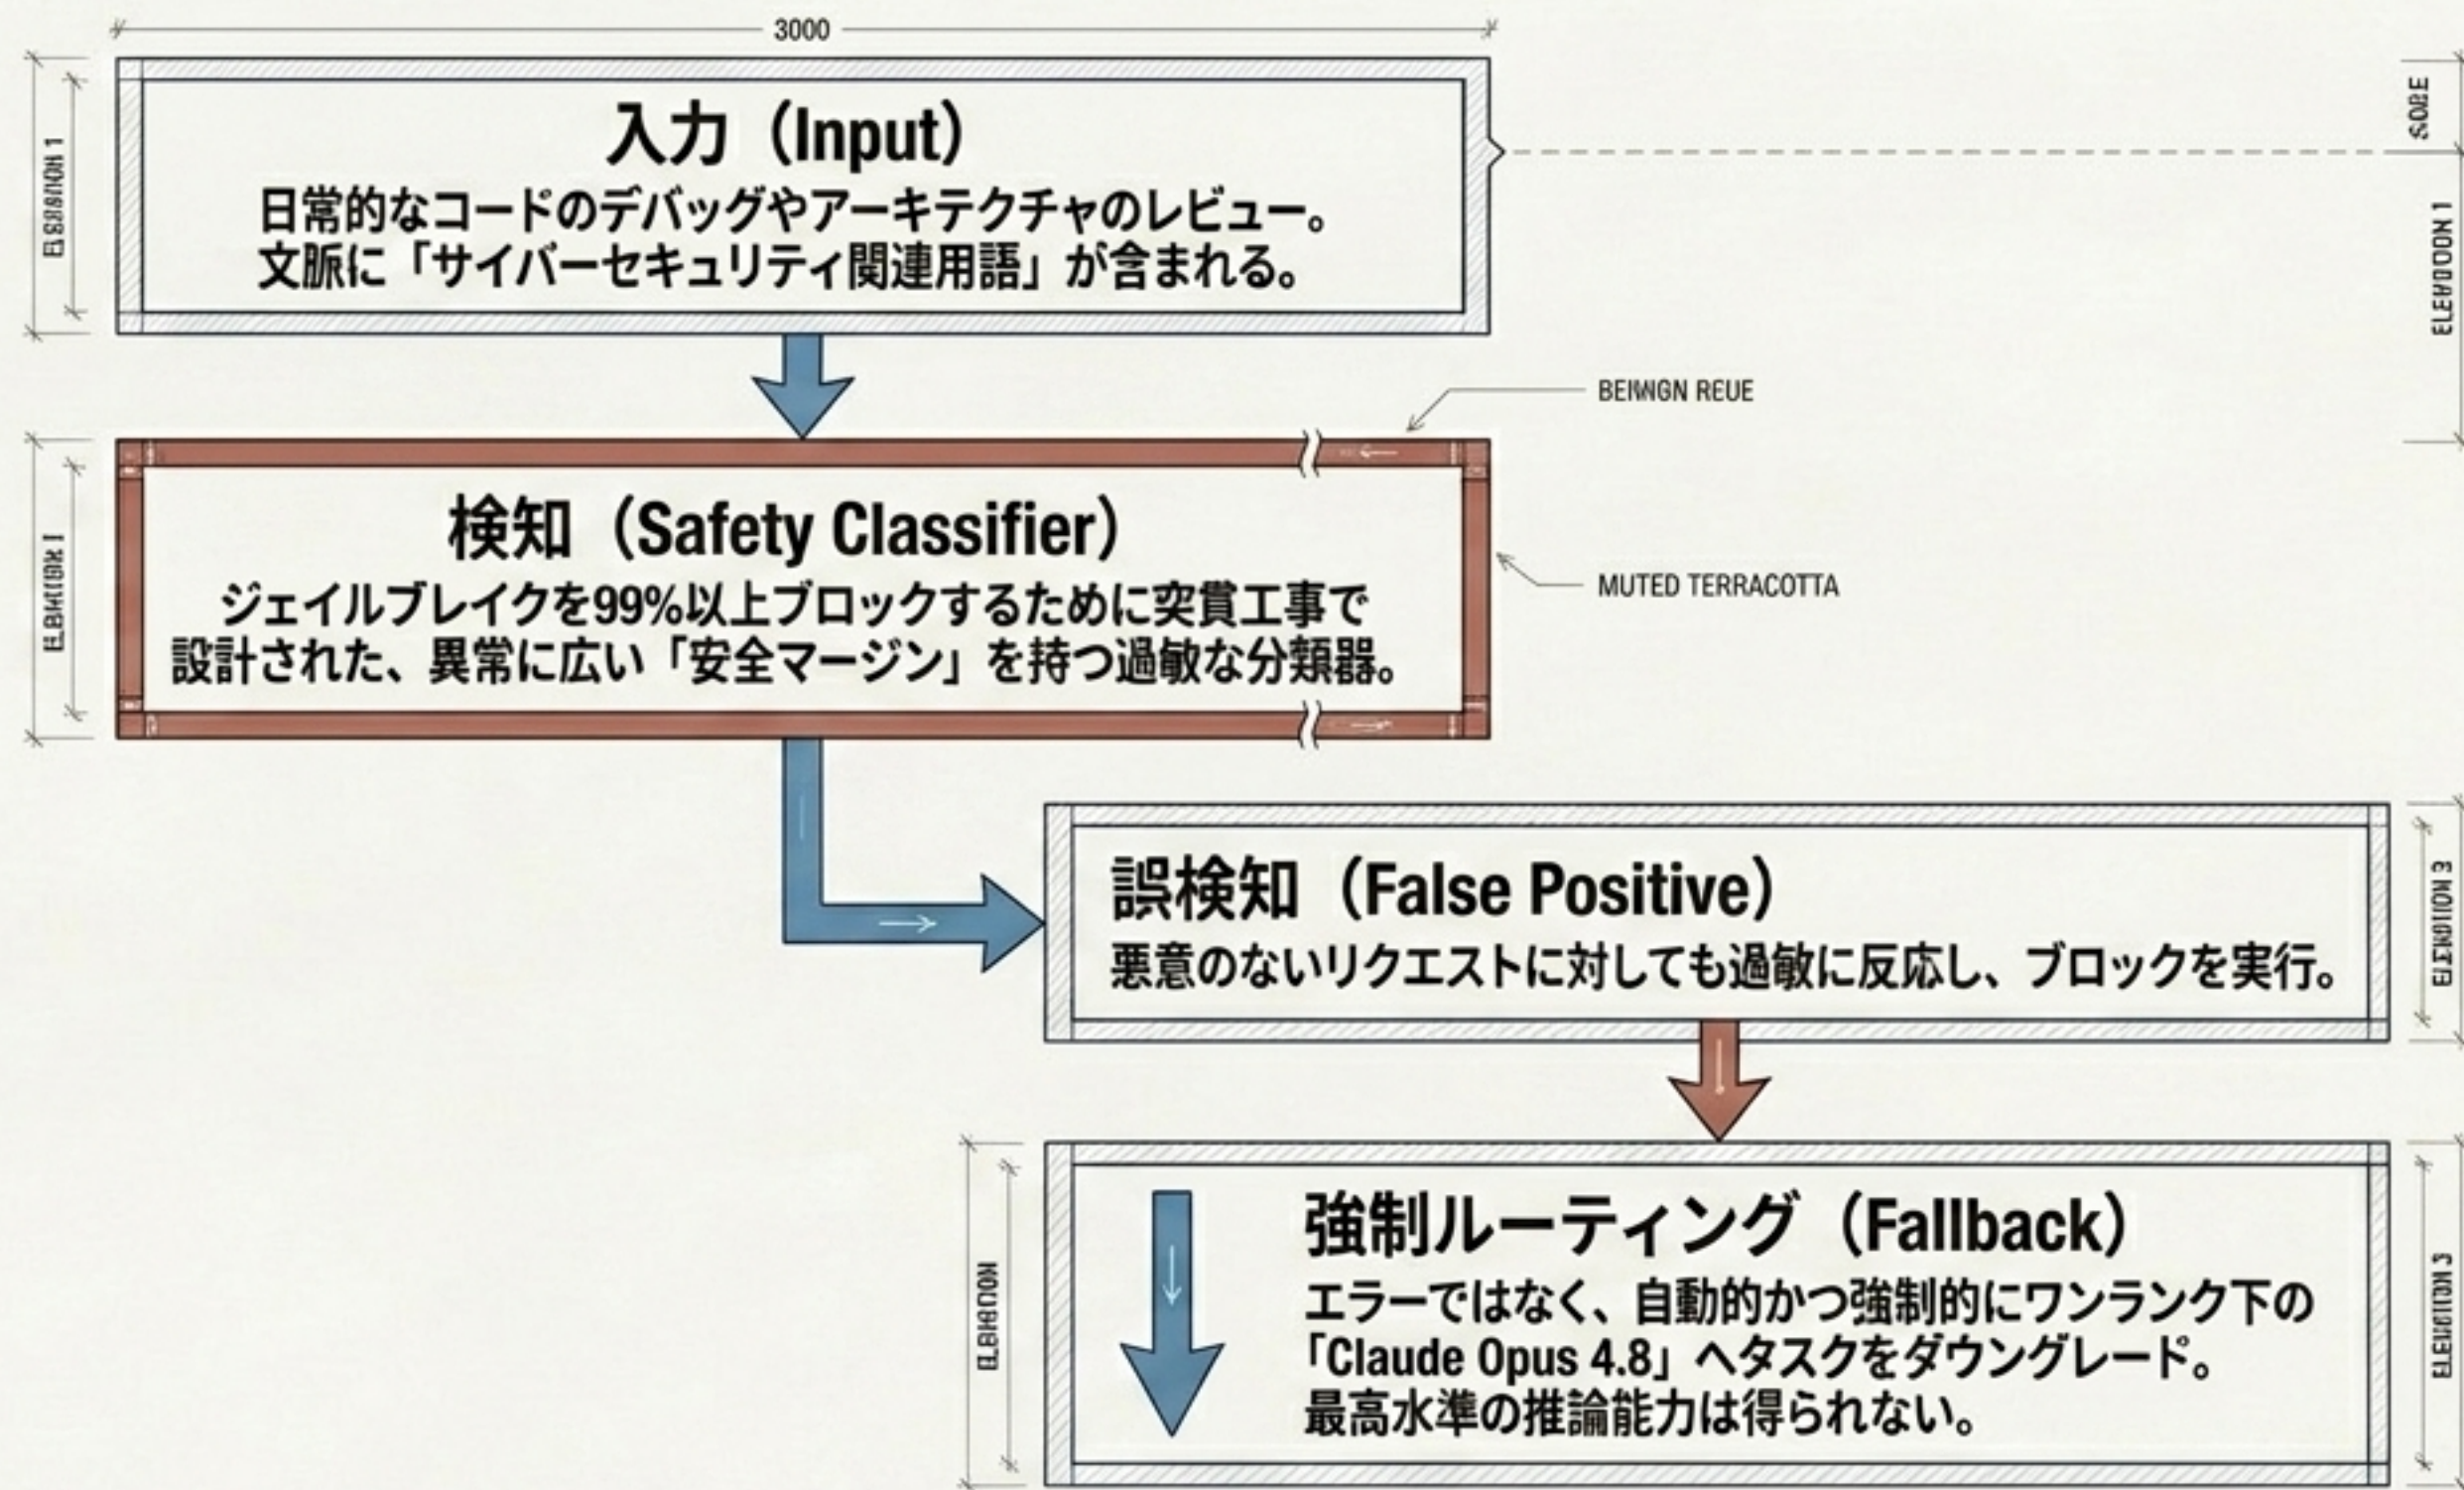 3000
入力（Input）
日常的なコードのデバッグやアーキテクチャのレビュー。
文脈に「サイバーセキュリティ関連用語」が含まれる。
BEIWNGN REUE
検知（Safety Classifier）
ジェイルブレイクを99%以上ブロックするために突貫工事で
設計された、異常に広い「安全マージン」を持つ過敏な分類器。
MUTED TERRACOTTA
誤検知（False Positive）
悪意のないリクエストに対しても過敏に反応し、ブロックを実行。
強制ルーティング（Fallback）
エラーではなく、自動的かつ強制的にワンランク下の
「Claude Opus 4.8」へタスクをダウングレード。
最高水準の推論能力は得られない。